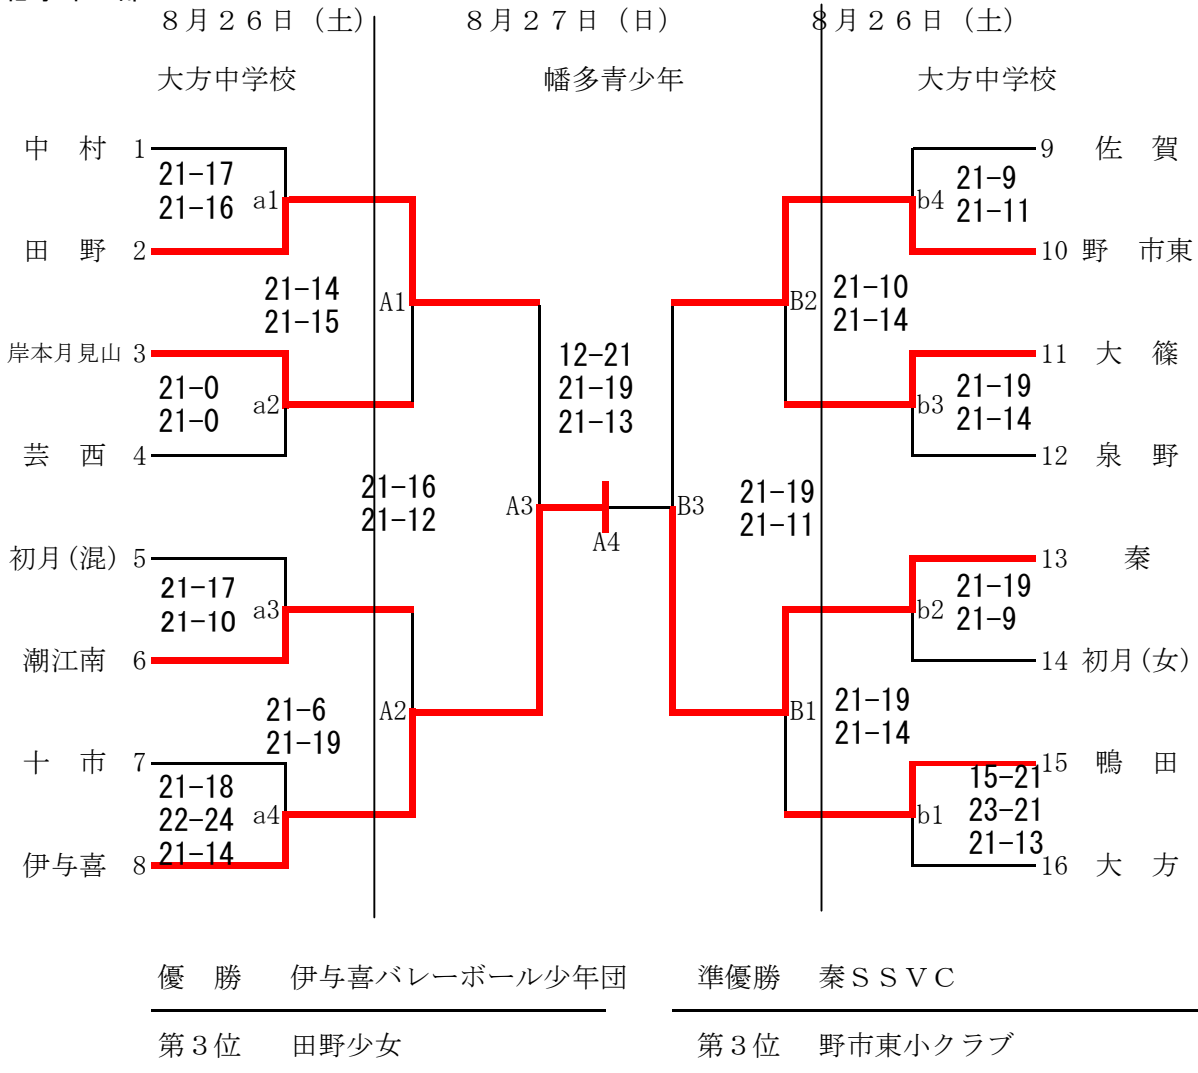 ８月２６日（土） ８月２７日（日） ８月２６日（土）
大方中学校 幡多青少年 大方中学校
中　村 1
21-17
21-16
a1
田　野 2
21-14
21-15
A1
岸本月見山 3
21-0
21-0
a2
芸　西 4
21-16
21-12
A3
初月(混) 5
21-17
21-10
a3
潮江南 6
21-6
21-19
A2
十　市 7
21-18
22-24
21-14
a4
伊与喜 8
12-21
21-19
21-13
A4
9 佐　賀
21-9
21-11
b4
10 野　市東
B2
21-10
21-14
11 大　篠
21-19
21-14
b3
12 泉　野
21-19
21-11
B3
13 秦
21-19
21-9
b2
14 初月(女)
B1
21-19
21-14
15 鴨　田
15-21
23-21
21-13
b1
16 大　方
優　勝 伊与喜バレーボール少年団 準優勝 秦ＳＳＶＣ
第３位 田野少女 第３位 野市東小クラブ